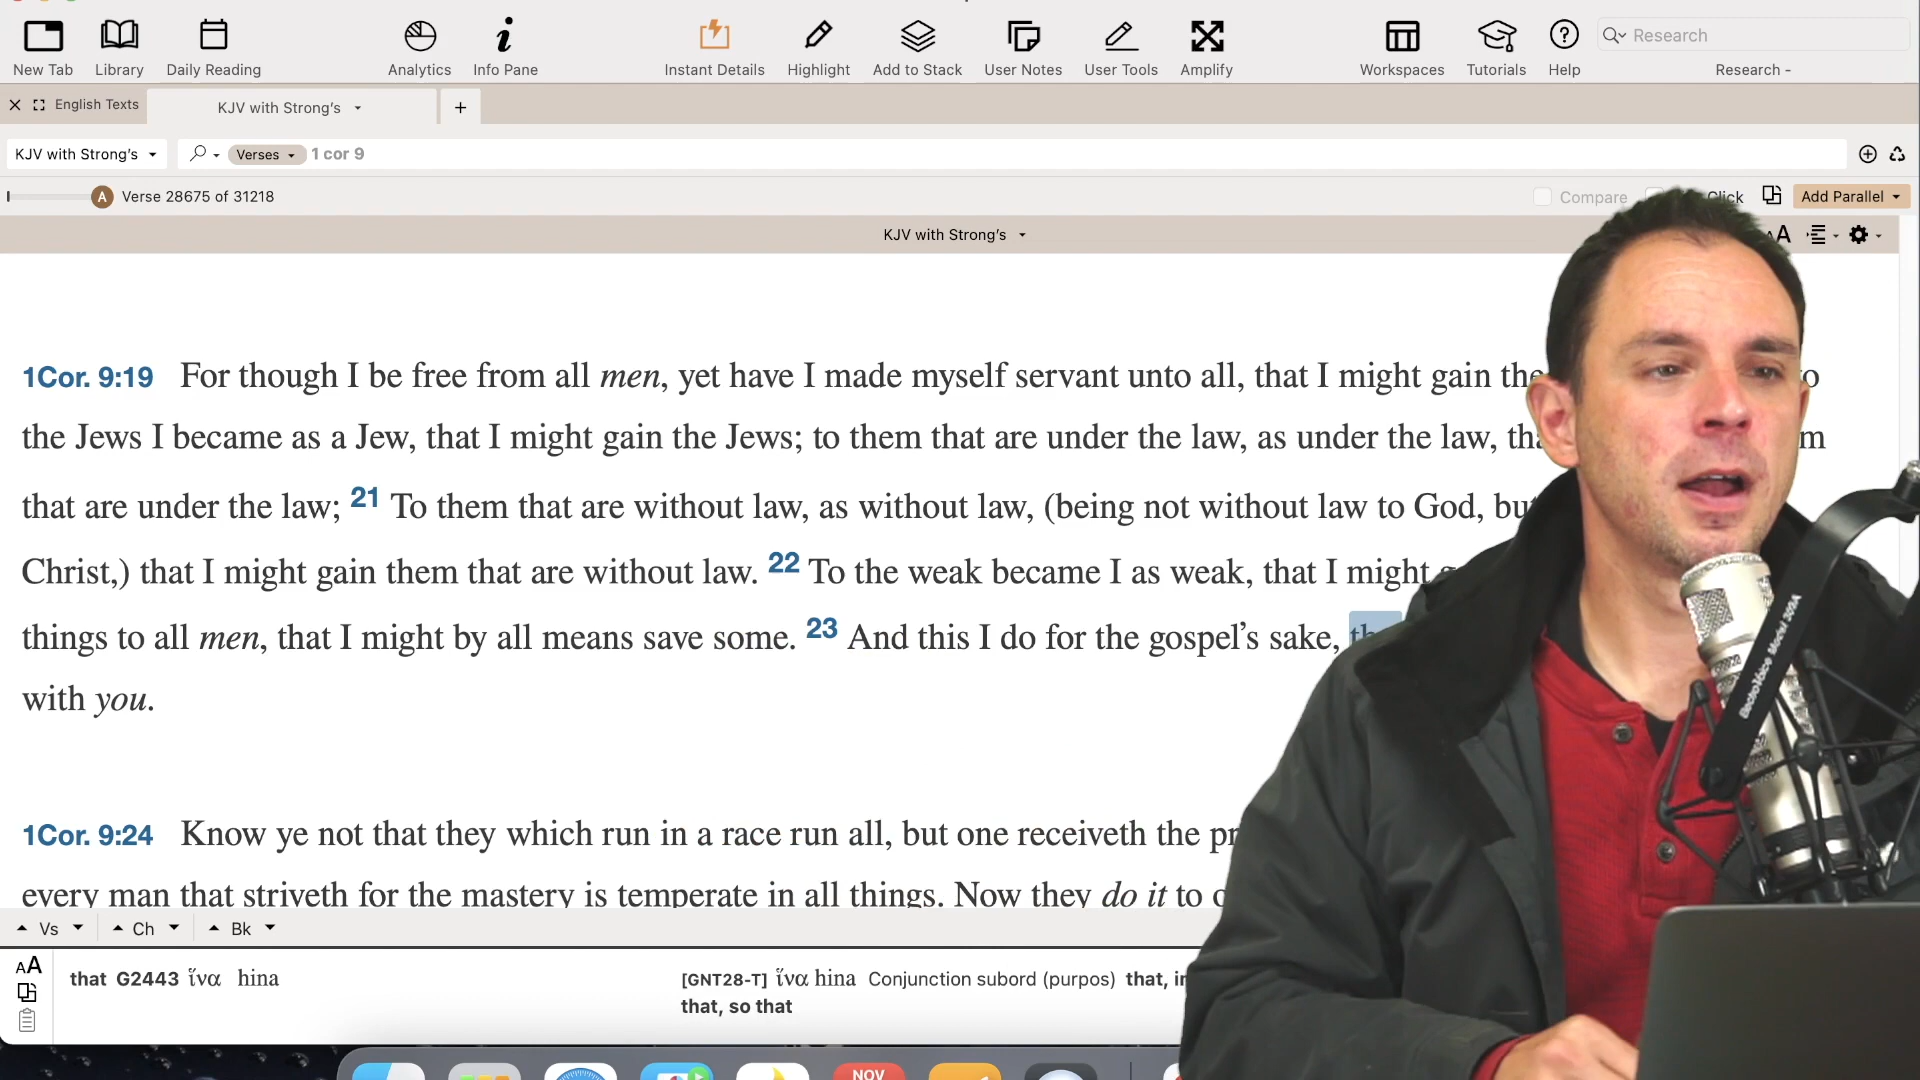 New Tab Library Daily Reading Analytics Info Pane Instant Details Highlight Add to Stack User Notes User Tools Amplify Workspaces Tutorials Help Research
Research -
English Texts KJV with Strong's +
KJV with Strong's Verses 1 cor 9
A Verse 28675 of 31218 Compare Click Add Parallel
KJV with Strong's AA
1Cor. 9:19 For though I be free from all men, yet have I made myself servant unto all, that I might gain the
the Jews I became as a Jew, that I might gain the Jews; to them that are under the law, as under the law,
that are under the law; 21 To them that are without law, as without law, (being not without law to God,
Christ,) that I might gain them that are without law. 22 To the weak became I as weak, that I might
things to all men, that I might by all means save some. 23 And this I do for the gospel's sake,
with you.
1Cor. 9:24 Know ye not that they which run in a race run all, but one receiveth the
every man that striveth for the mastery is temperate in all things. Now they do it to
Vs Ch Bk
AA that G2443 ἵνα hina [GNT28-T] ἵνα hina Conjunction subord (purpos) that,
that, so that
NOV